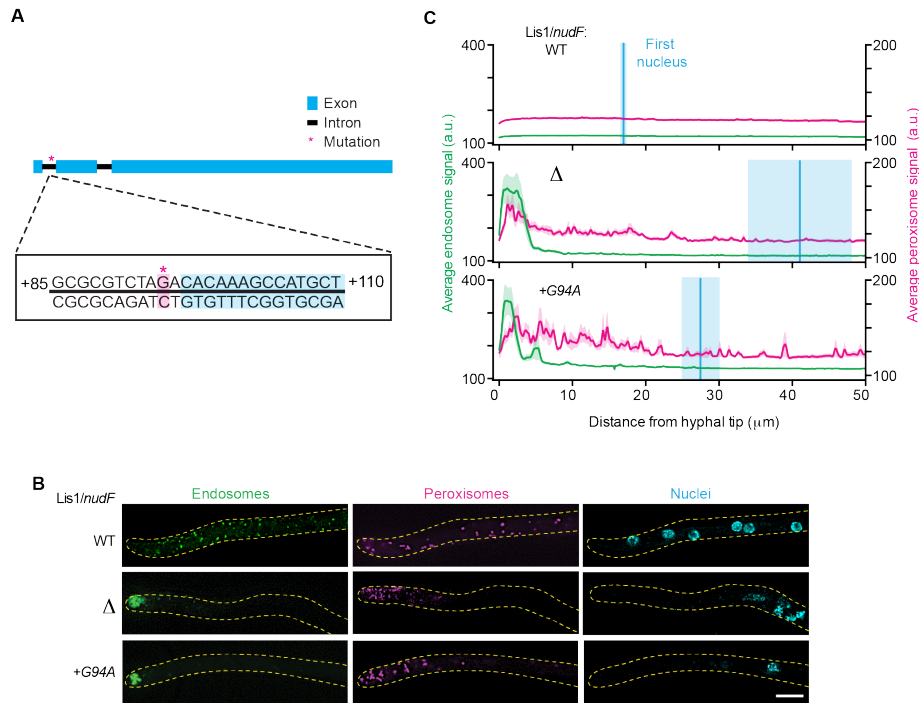 A
Exon
Intron
* Mutation
*
*
+85 GCGCGTCTAGACACAAAGCCATGCT +110
CGCGCAGATCTGTGTTTCGGTGCGA
C
Lis1/nudF:
WT
First
nucleus
400
100
200
100
Δ
400
100
200
100
+G94A
400
100
200
100
Average endosome signal (a.u.)
Average peroxisome signal (a.u.)
0 10 20 30 40 50
Distance from hyphal tip (μm)
B
Lis1/nudF
Endosomes Peroxisomes Nuclei
WT
Δ
+G94A